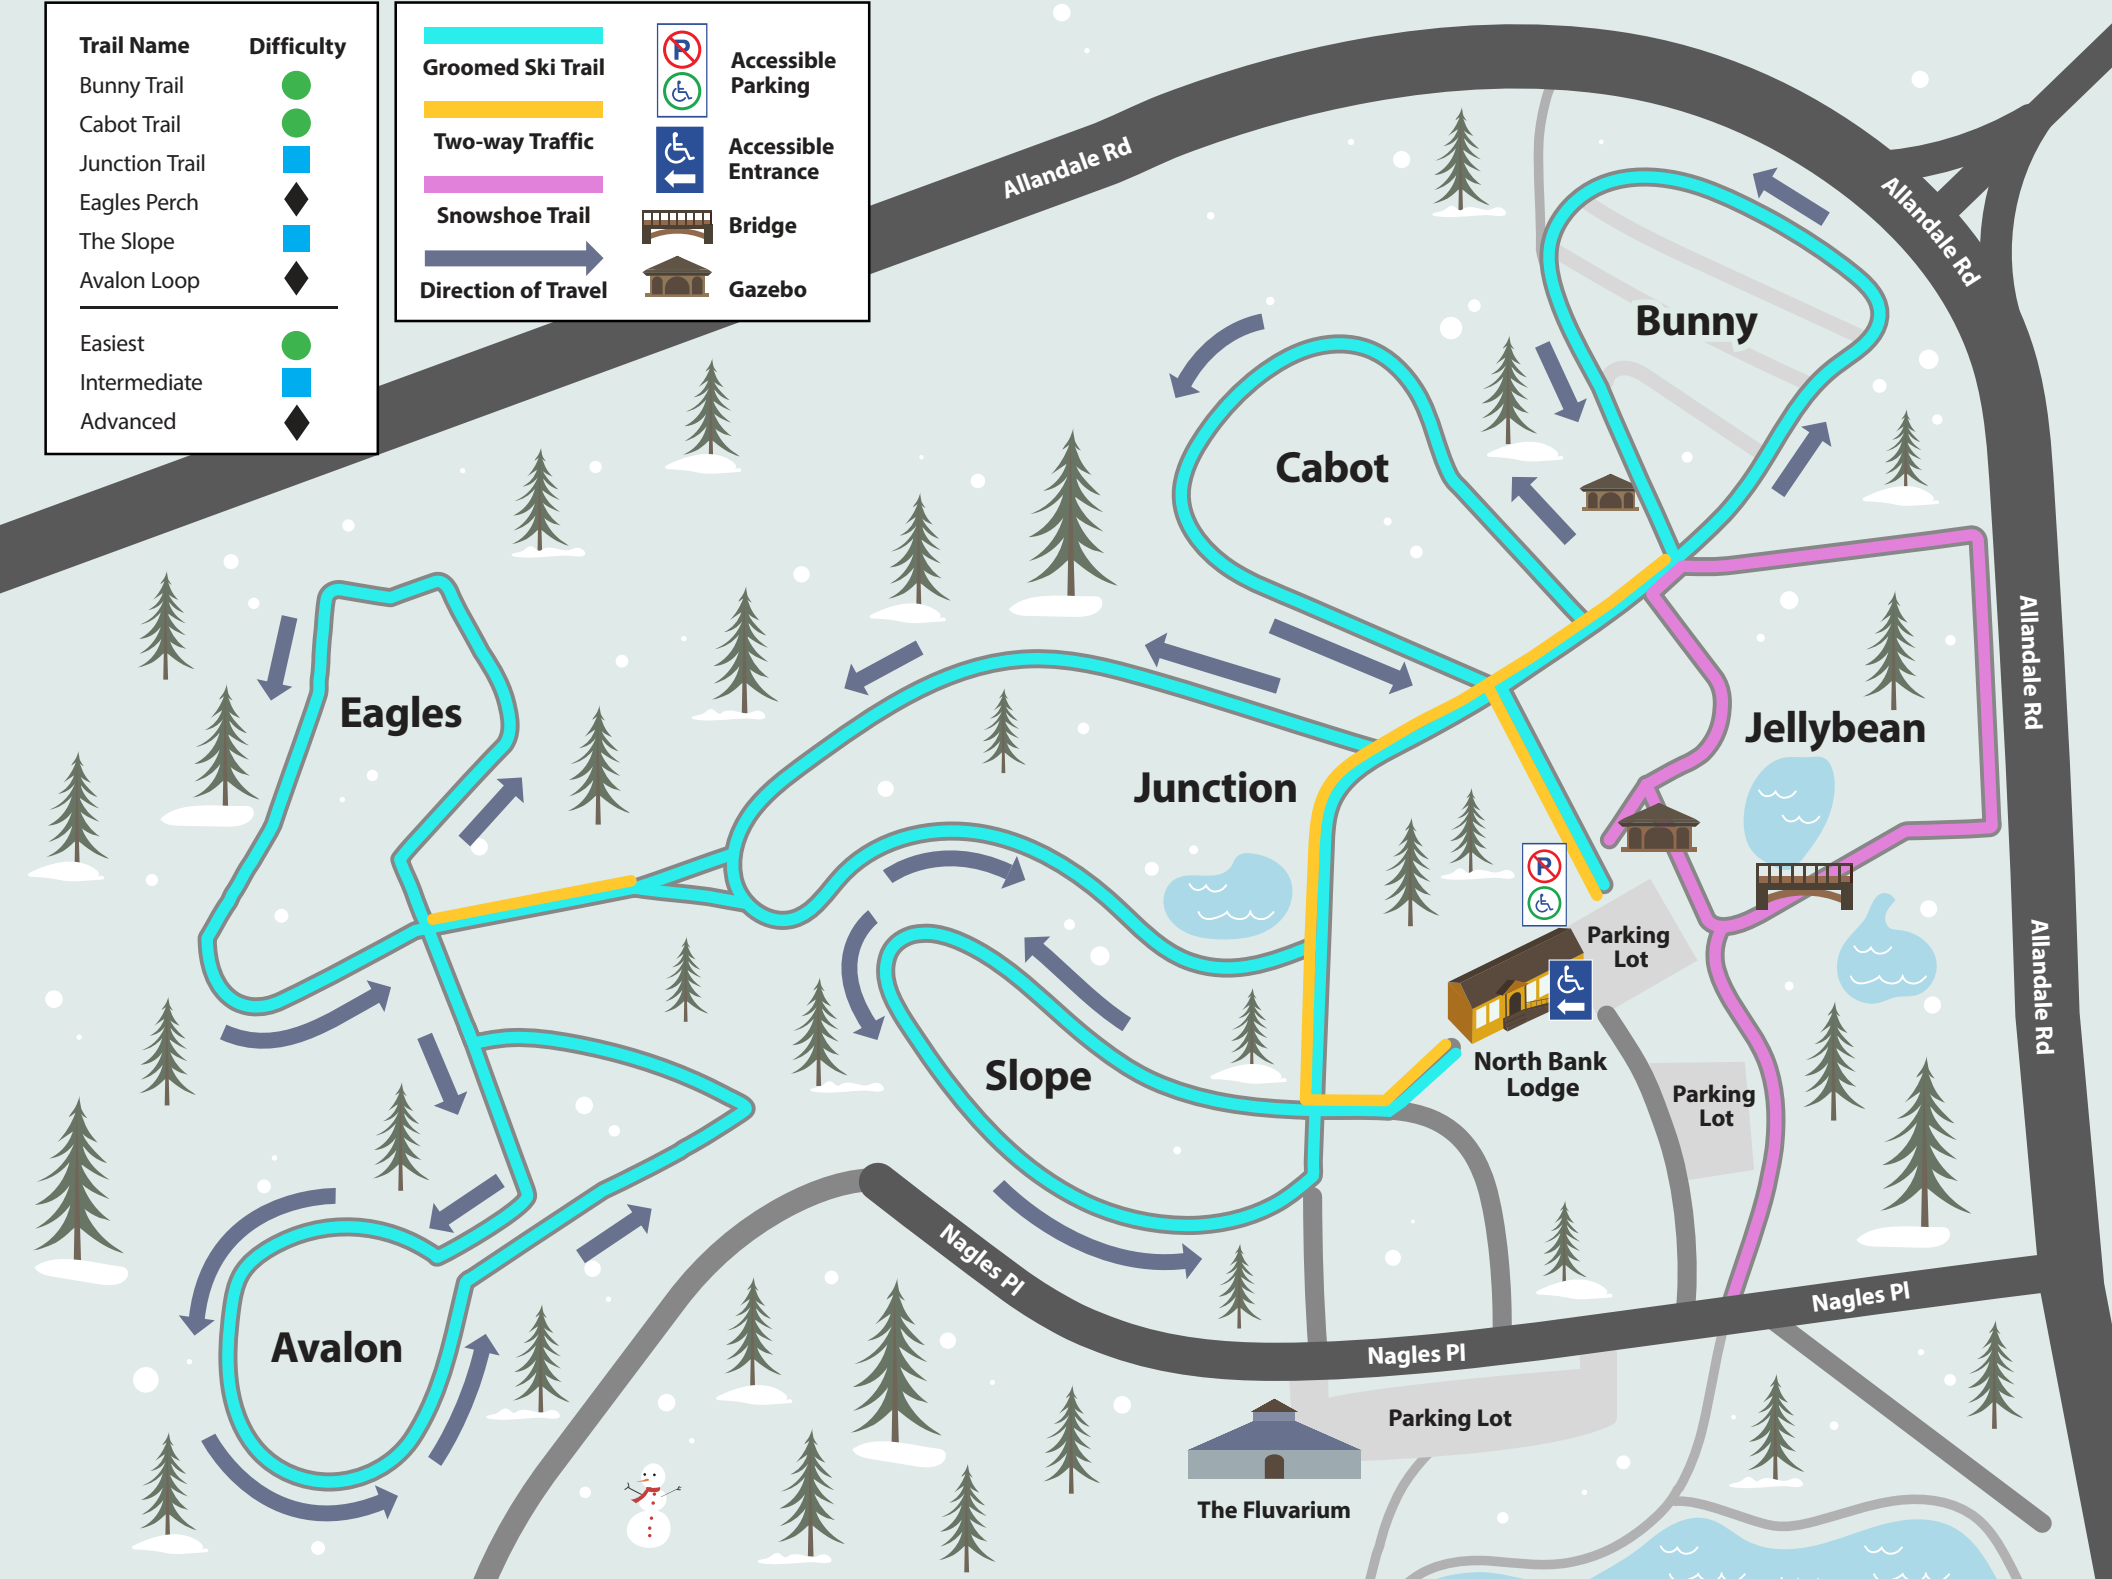 Trail Name Difficulty
Bunny Trail
Cabot Trail
Junction Trail
Eagles Perch
The Slope
Avalon Loop
Easiest
Intermediate
Advanced
Groomed Ski Trail
Two-way Traffic
Snowshoe Trail
Direction of Travel
P
Accessible
Parking
Accessible
Entrance
Bridge
Gazebo
Allandale Rd
Allandale Rd
Bunny
Cabot
Eagles
Junction
Jellybean
Allandale Rd
P
Parking
Lot
Allandale Rd
Slope
North Bank
Lodge
Parking
Lot
Nagles Pl
Nagles Pl
Avalon
Nagles Pl
Parking Lot
The Fluvarium